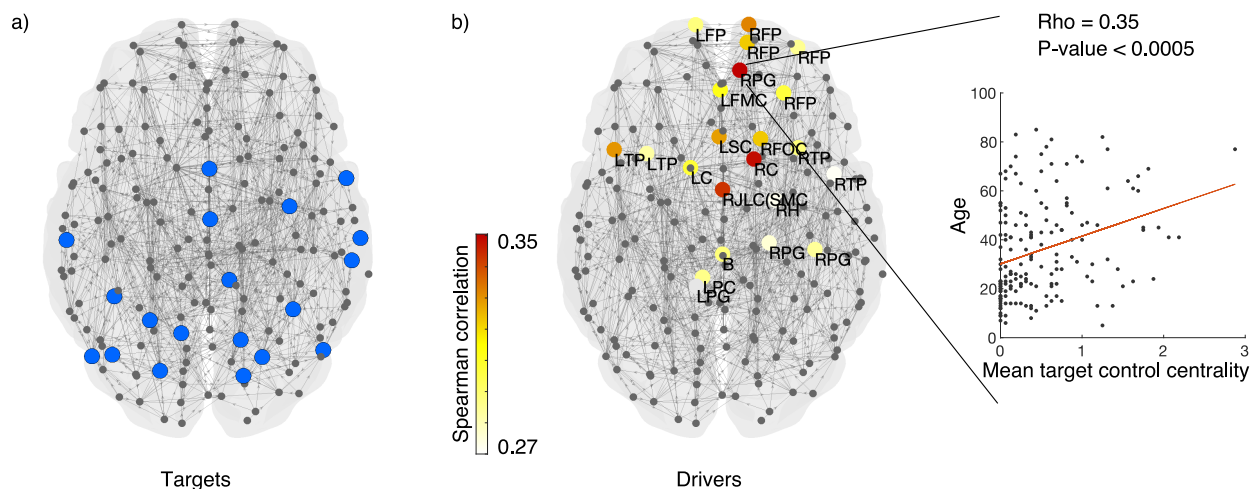 a)
Targets
b)
LFP
RFP
RFP
RFP
RPG
LFMC
RFP
LSC
RFOC
RTP
LTP
LTP
LC
RC
RTP
RJLC(SMC
RH
RPG
RPG
B
LPC
LPG
Drivers
Spearman correlation
0.35
0.27
Rho = 0.35
P-value < 0.0005
Age
100
80
60
40
20
0
0
1
2
3
Mean target control centrality